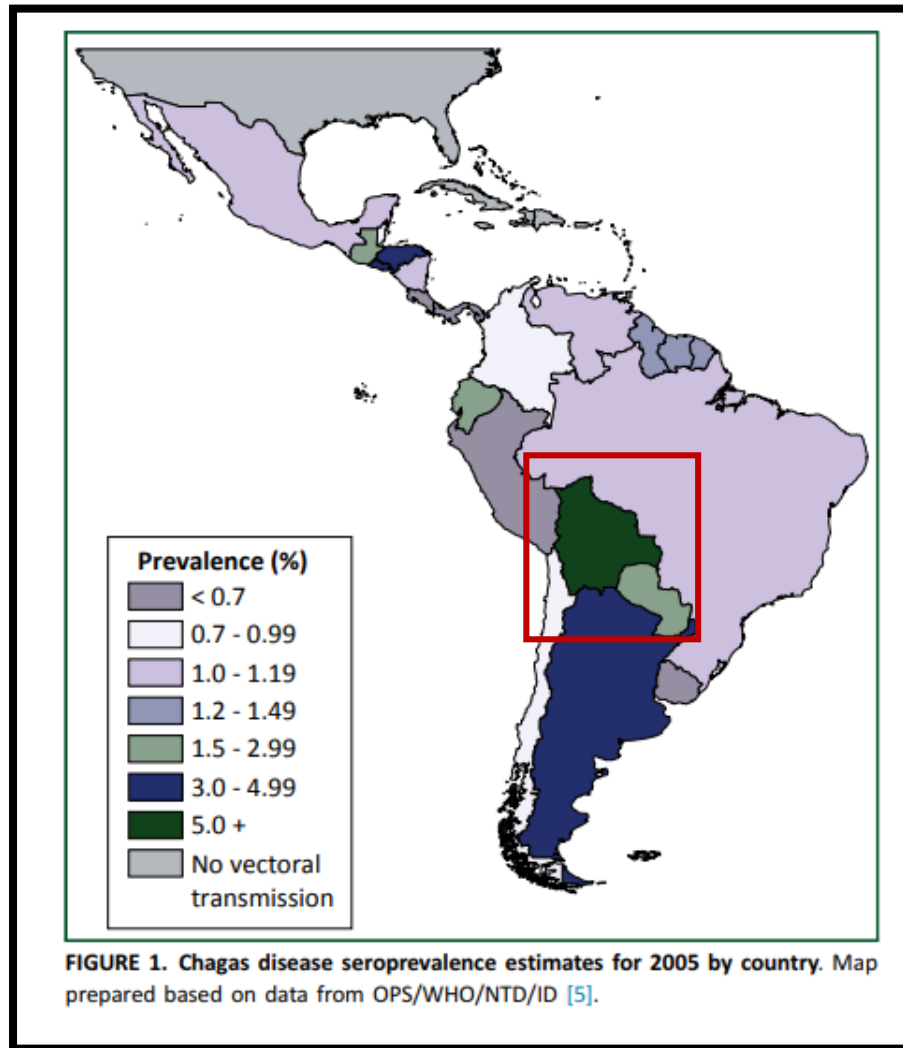 Prevalence (%)
< 0.7
0.7 - 0.99
1.0 - 1.19
1.2 - 1.49
1.5 - 2.99
3.0 - 4.99
5.0 +
No vectoral
transmission
FIGURE 1. Chagas disease seroprevalence estimates for 2005 by country. Map
prepared based on data from OPS/WHO/NTD/ID [5].